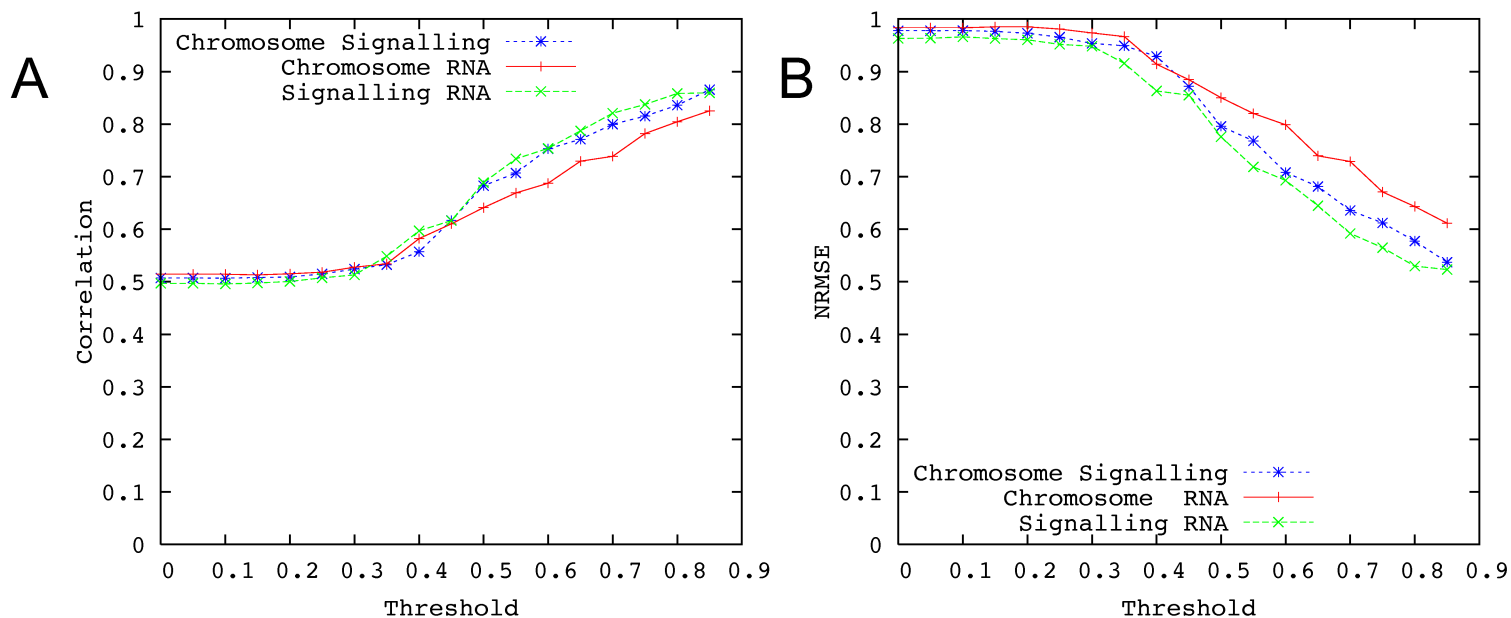 A
Chromosome Signalling
Chromosome RNA
Signalling RNA
Correlation
1
0.9
0.8
0.7
0.6
0.5
0.4
0.3
0.2
0.1
0
0 0.1 0.2 0.3 0.4 0.5 0.6 0.7 0.8 0.9
Threshold
B
NRMSE
1
0.9
0.8
0.7
0.6
0.5
0.4
0.3
0.2
0.1
0
Chromosome Signalling
Chromosome RNA
Signalling RNA
0 0.1 0.2 0.3 0.4 0.5 0.6 0.7 0.8 0.9
Threshold